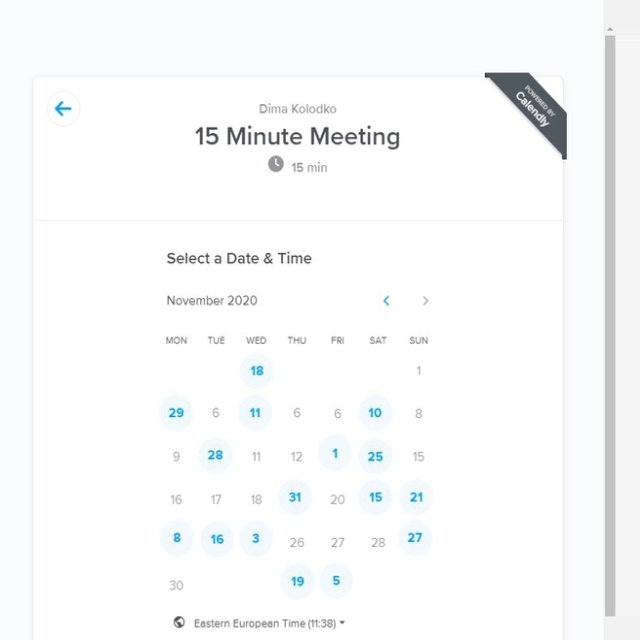 POWERED BY
Calendly
Dima Kolodko
15 Minute Meeting
15 min
Select a Date & Time
November 2020
MON TUE WED THU FRI SAT SUN
18 1
29 6 11 6 6 10 8
9 28 11 12 1 25 15
16 17 18 31 20 15 21
8 16 3 26 27 28 27
30 19 5
Eastern European Time (11:38)